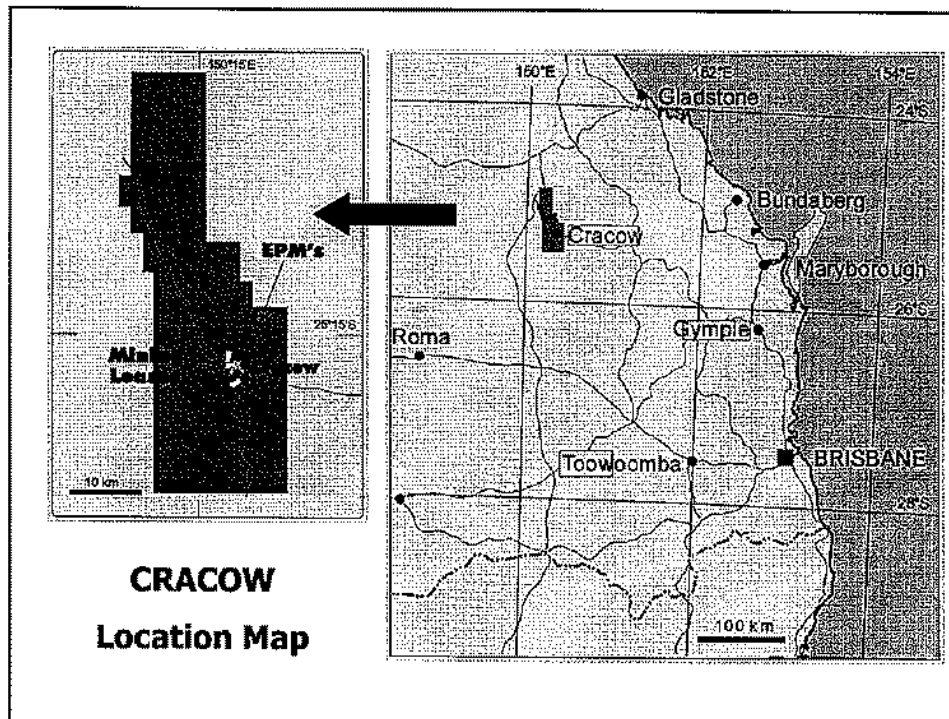 150°15'E
EPM's
25°15'S
10 km
CRACOW
Location Map
150°E
152°E
154°E
Gladstone
24°S
Bundaberg
Cracow
Maryborough
26°S
Gympie
Roma
Toowoomba
BRISBANE
28°S
100 km